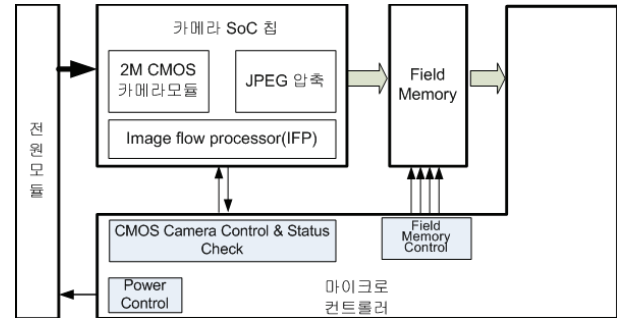 카메라 SoC 칩
2M CMOS
카메라모듈
JPEG 압축
Image flow processor(IFP)
Field
Memory
전
원
모
듈
CMOS Camera Control & Status
Check
Field
Memory
Control
Power
Control
마이크로
컨트롤러